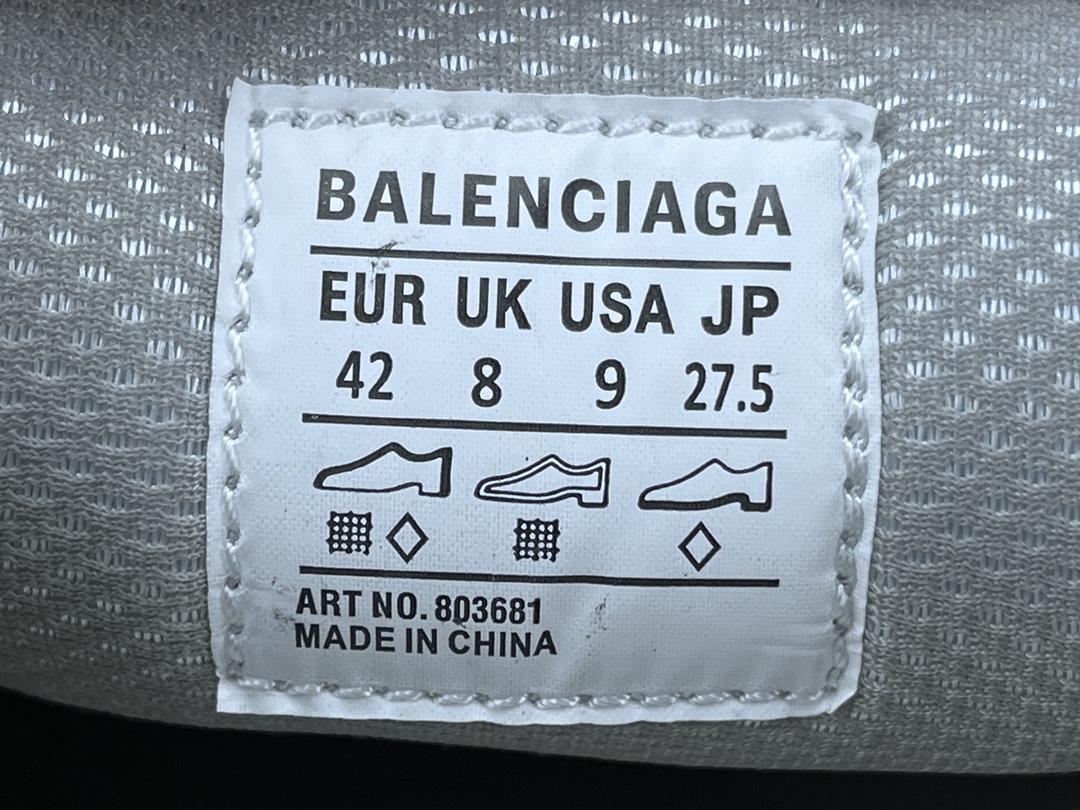 BALENCIAGA
EUR UK USA JP
42 8 9 27.5
ART NO. 803681
MADE IN CHINA